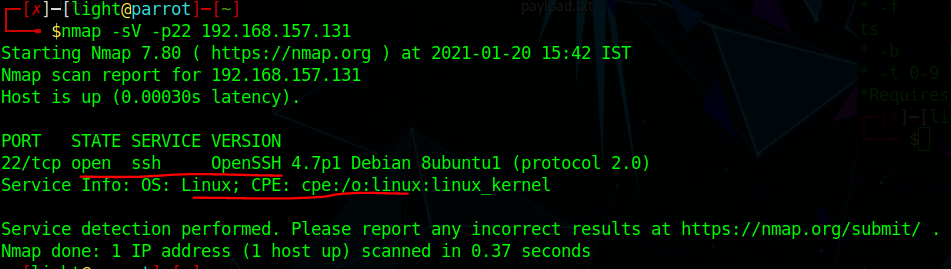 payload.txt
┌─[✗]─[light@parrot]─[~]
└──╼ $nmap -sV -p22 192.168.157.131
Starting Nmap 7.80 ( https://nmap.org ) at 2021-01-20 15:42 IST
Nmap scan report for 192.168.157.131
Host is up (0.00030s latency).
PORT   STATE SERVICE VERSION
22/tcp open  ssh     OpenSSH 4.7p1 Debian 8ubuntu1 (protocol 2.0)
Service Info: OS: Linux; CPE: cpe:/o:linux:linux_kernel
Service detection performed. Please report any incorrect results at https://nmap.org/submit/ .
Nmap done: 1 IP address (1 host up) scanned in 0.37 seconds
* -f
ts
* -b
* -t 0-9
*Requires
[✗]─[li
$